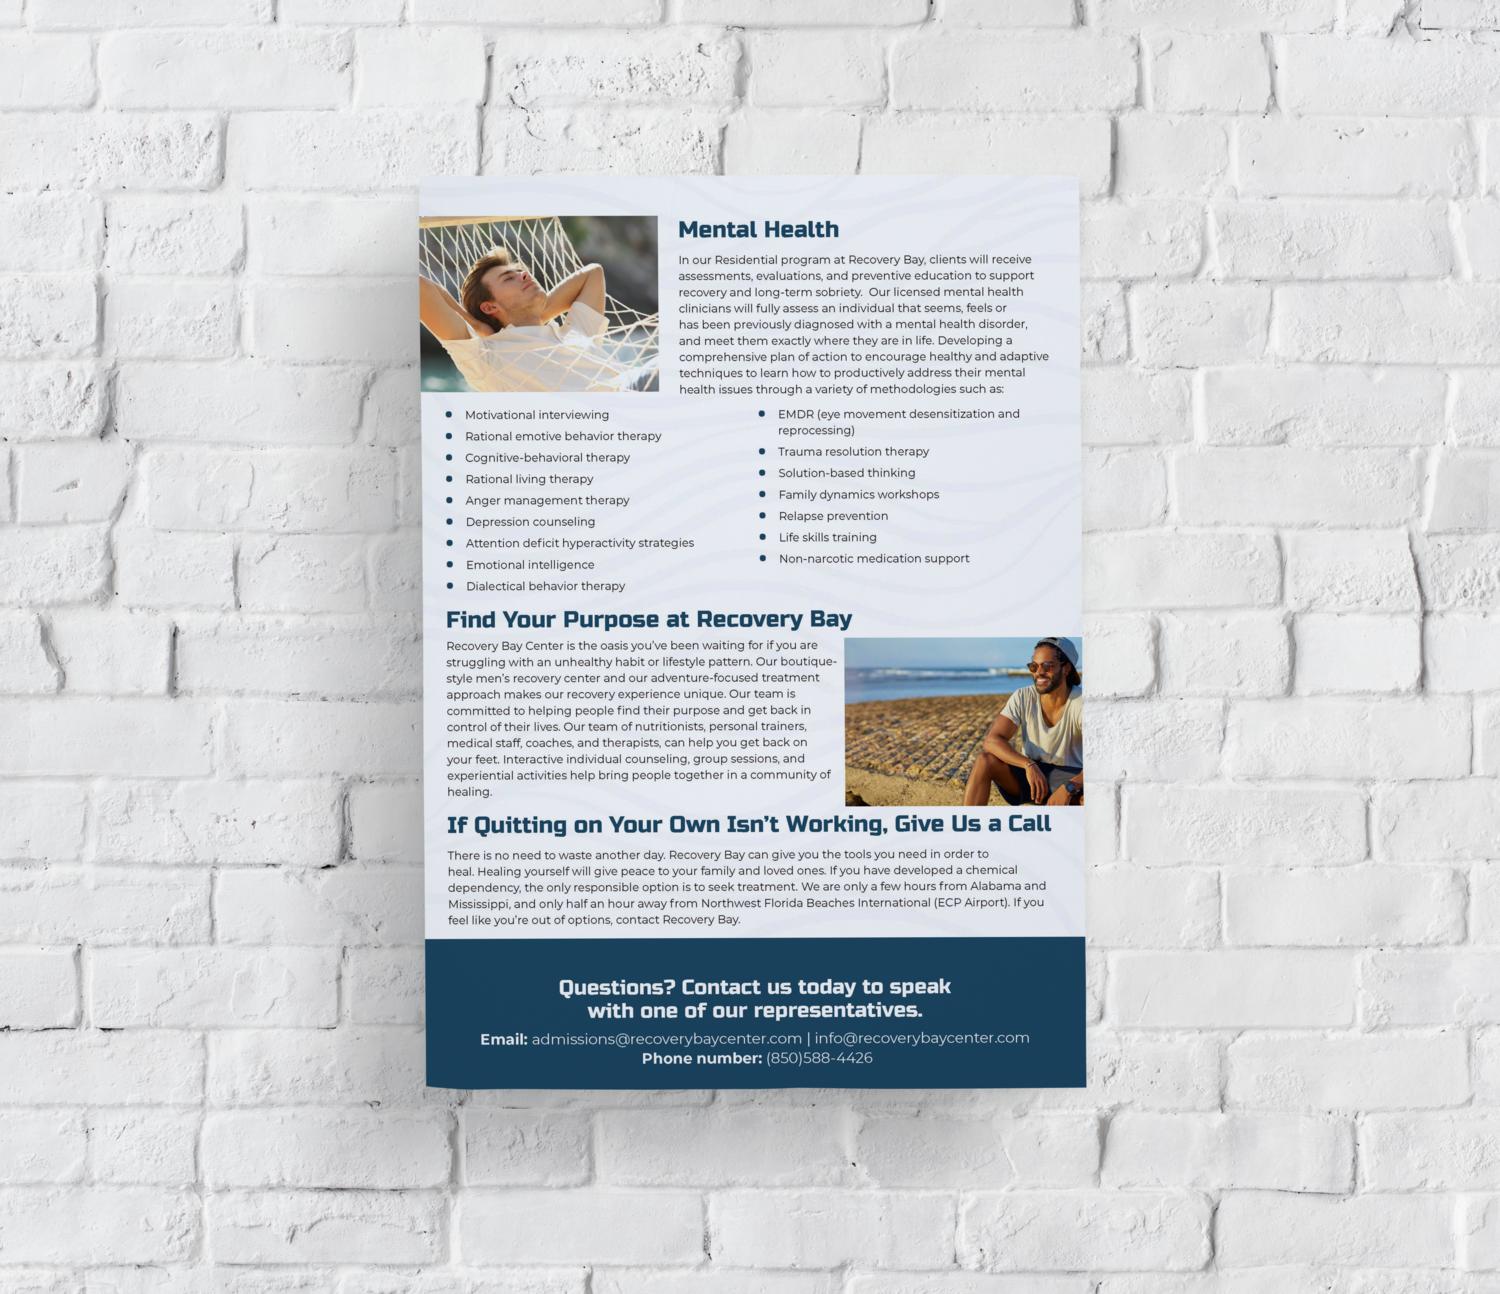 Mental Health
In our Residential program at Recovery Bay, clients will receive
assessments, evaluations, and preventive education to support
recovery and long-term sobriety. Our licensed mental health
clinicians will fully assess an individual that seems, feels or
has been previously diagnosed with a mental health disorder,
and meet them exactly where they are in life. Developing a
comprehensive plan of action to encourage healthy and adaptive
techniques to learn how to productively address their mental
health issues through a variety of methodologies such as:
Motivational interviewing
Rational emotive behavior therapy
Cognitive-behavioral therapy
Rational living therapy
Anger management therapy
Depression counseling
Attention deficit hyperactivity strategies
Emotional intelligence
Dialectical behavior therapy
EMDR (eye movement desensitization and
reprocessing)
Trauma resolution therapy
Solution-based thinking
Family dynamics workshops
Relapse prevention
Life skills training
Non-narcotic medication support
Find Your Purpose at Recovery Bay
Recovery Bay Center is the oasis you've been waiting for if you are
struggling with an unhealthy habit or lifestyle pattern. Our boutique-
style men's recovery center and our adventure-focused treatment
approach makes our recovery experience unique. Our team is
committed to helping people find their purpose and get back in
control of their lives. Our team of nutritionists, personal trainers,
medical staff, coaches, and therapists, can help you get back on
your feet. Interactive individual counseling, group sessions, and
experiential activities help bring people together in a community of
healing.
If Quitting on Your Own Isn't Working, Give Us a Call
There is no need to waste another day. Recovery Bay can give you the tools you need in order to
heal. Healing yourself will give peace to your family and loved ones. If you have developed a chemical
dependency, the only responsible option is to seek treatment. We are only a few hours from Alabama and
Mississippi, and only half an hour away from Northwest Florida Beaches International (ECP Airport). If you
feel like you're out of options, contact Recovery Bay.
Questions? Contact us today to speak
with one of our representatives.
Email: admissions@recoverybaycenter.com | info@recoverybaycenter.com
Phone number: (850)588-4426